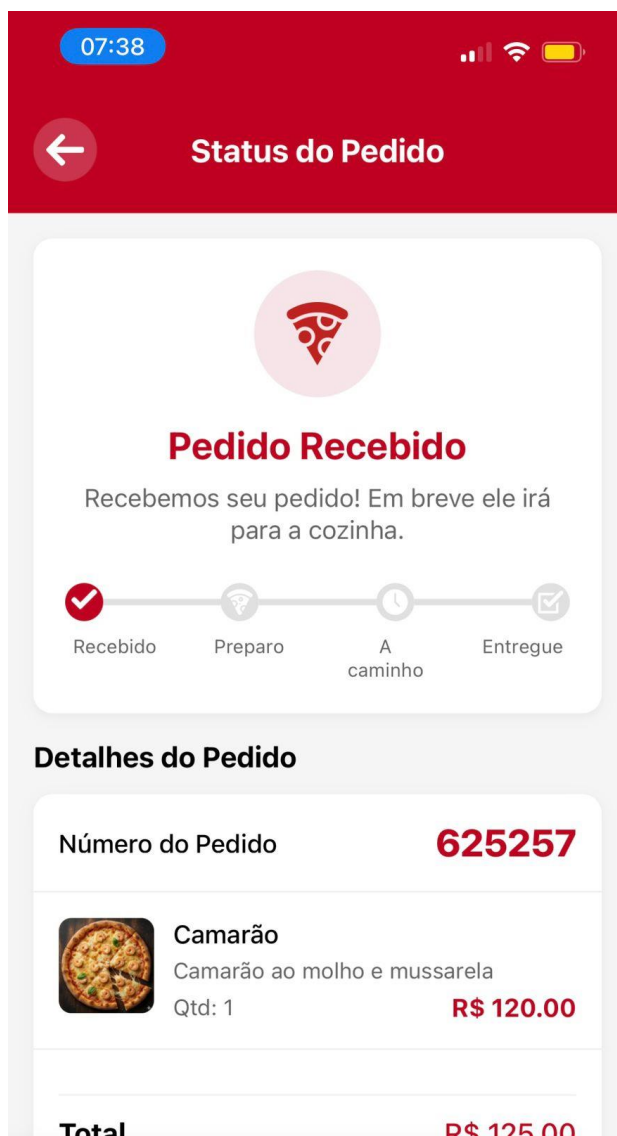 07:38
Status do Pedido
Pedido Recebido
Recebemos seu pedido! Em breve ele irá
para a cozinha.
Recebido Preparo A caminho Entregue
Detalhes do Pedido
Número do Pedido 625257
Camarão
Camarão ao molho e mussarela
Qtd: 1 R$ 120.00
Total R$ 125.00